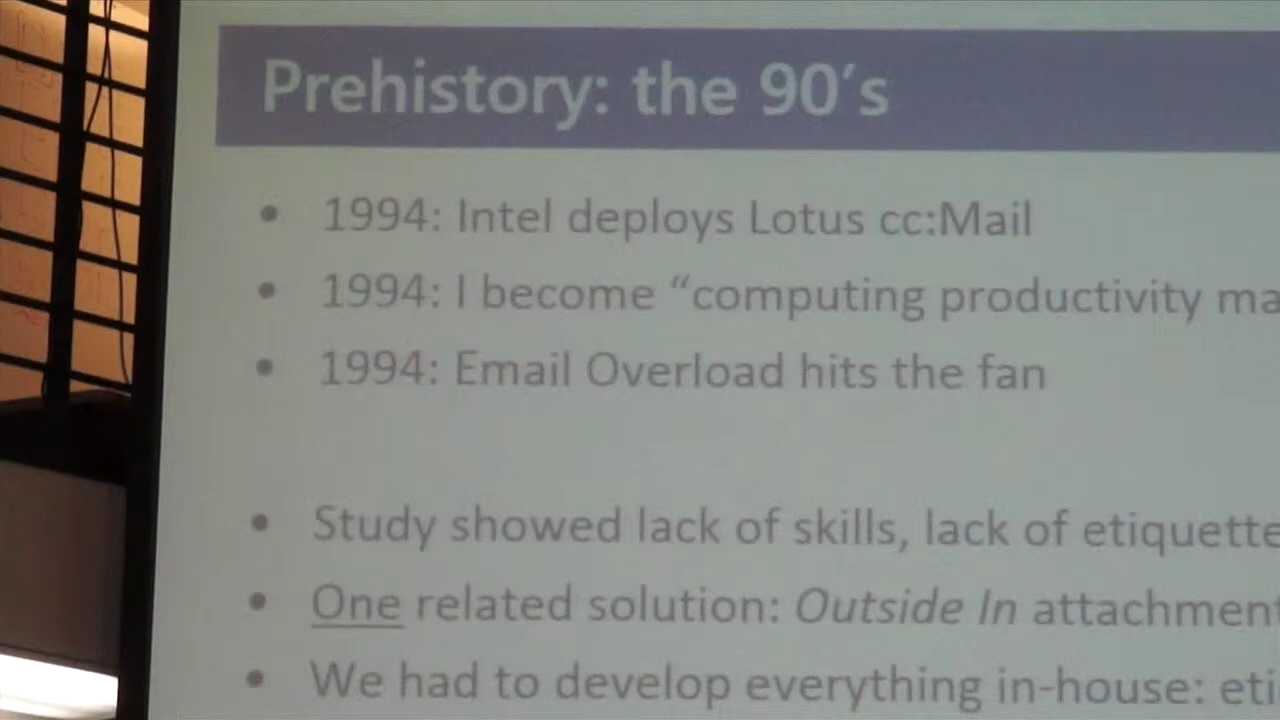 Prehistory: the 90's
• 1994: Intel deploys Lotus cc:Mail
• 1994: I become “computing productivity
• 1994: Email Overload hits the fan
• Study showed lack of skills, lack of etiquette
• One related solution: Outside In attachment
• We had to develop everything in-house: